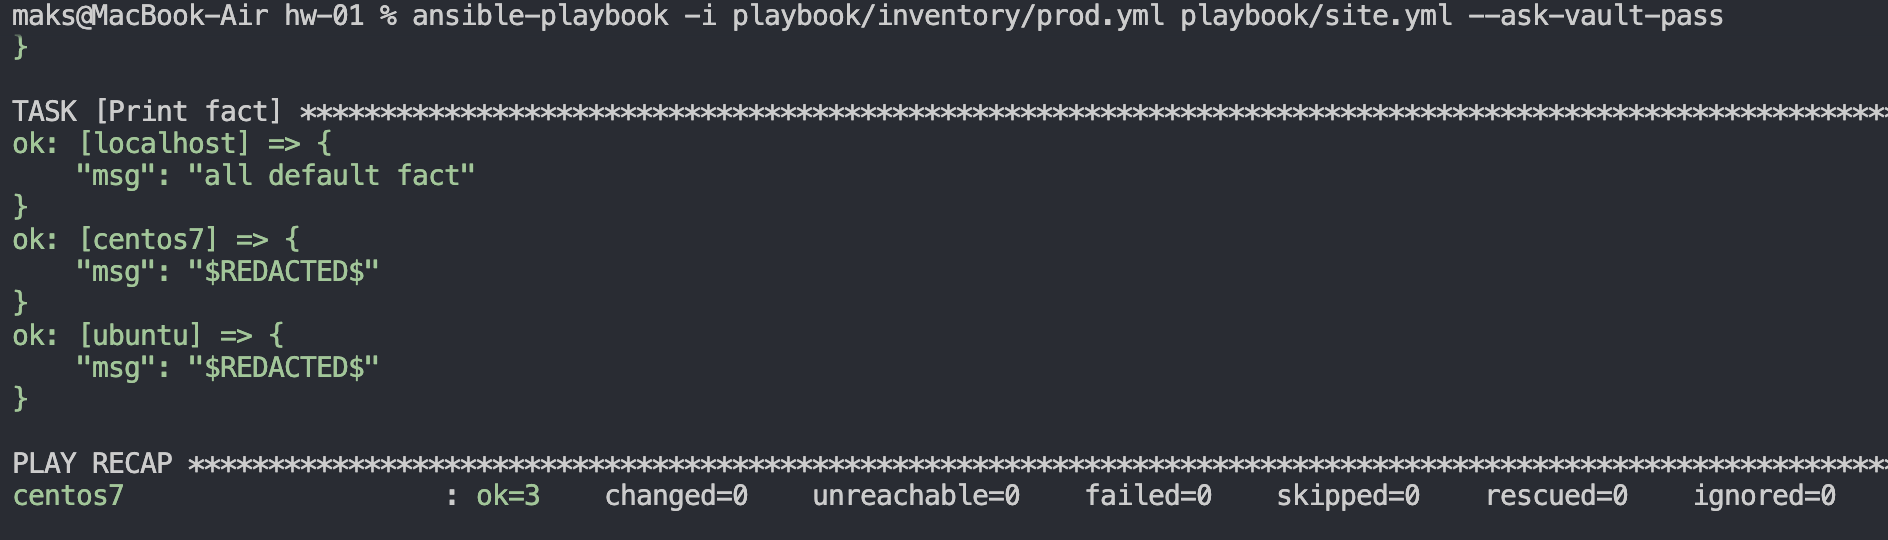 maks@MacBook-Air hw-01 % ansible-playbook -i playbook/inventory/prod.yml playbook/site.yml --ask-vault-pass
}
TASK [Print fact] ***************************************************************************************************
ok: [localhost] => {
    "msg": "all default fact"
}
ok: [centos7] => {
    "msg": "$REDACTED$"
}
ok: [ubuntu] => {
    "msg": "$REDACTED$"
}
PLAY RECAP **********************************************************************************************************
centos7                    : ok=3    changed=0    unreachable=0    failed=0    skipped=0    rescued=0    ignored=0